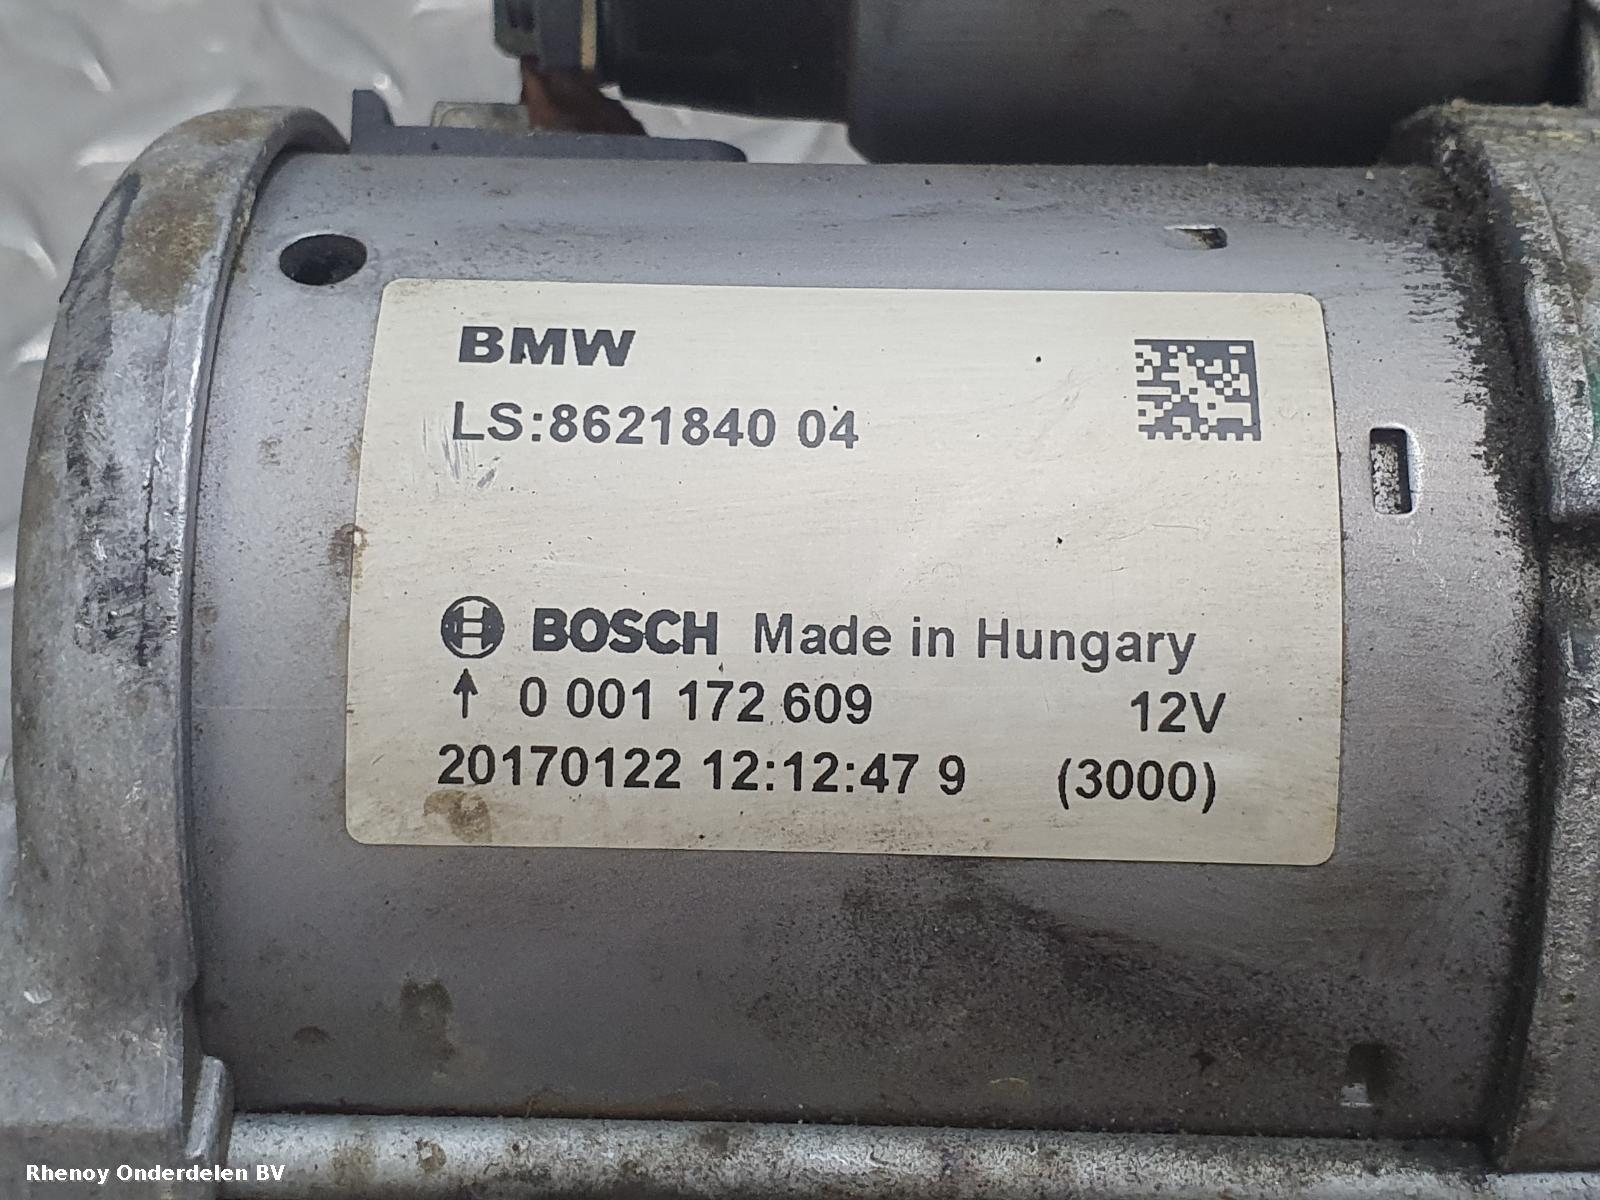 BMW
LS:8621840 04
BOSCH Made in Hungary
↑ 0 001 172 609 12V
20170122 12:12:47 9 (3000)
Rhenoy Onderdelen BV